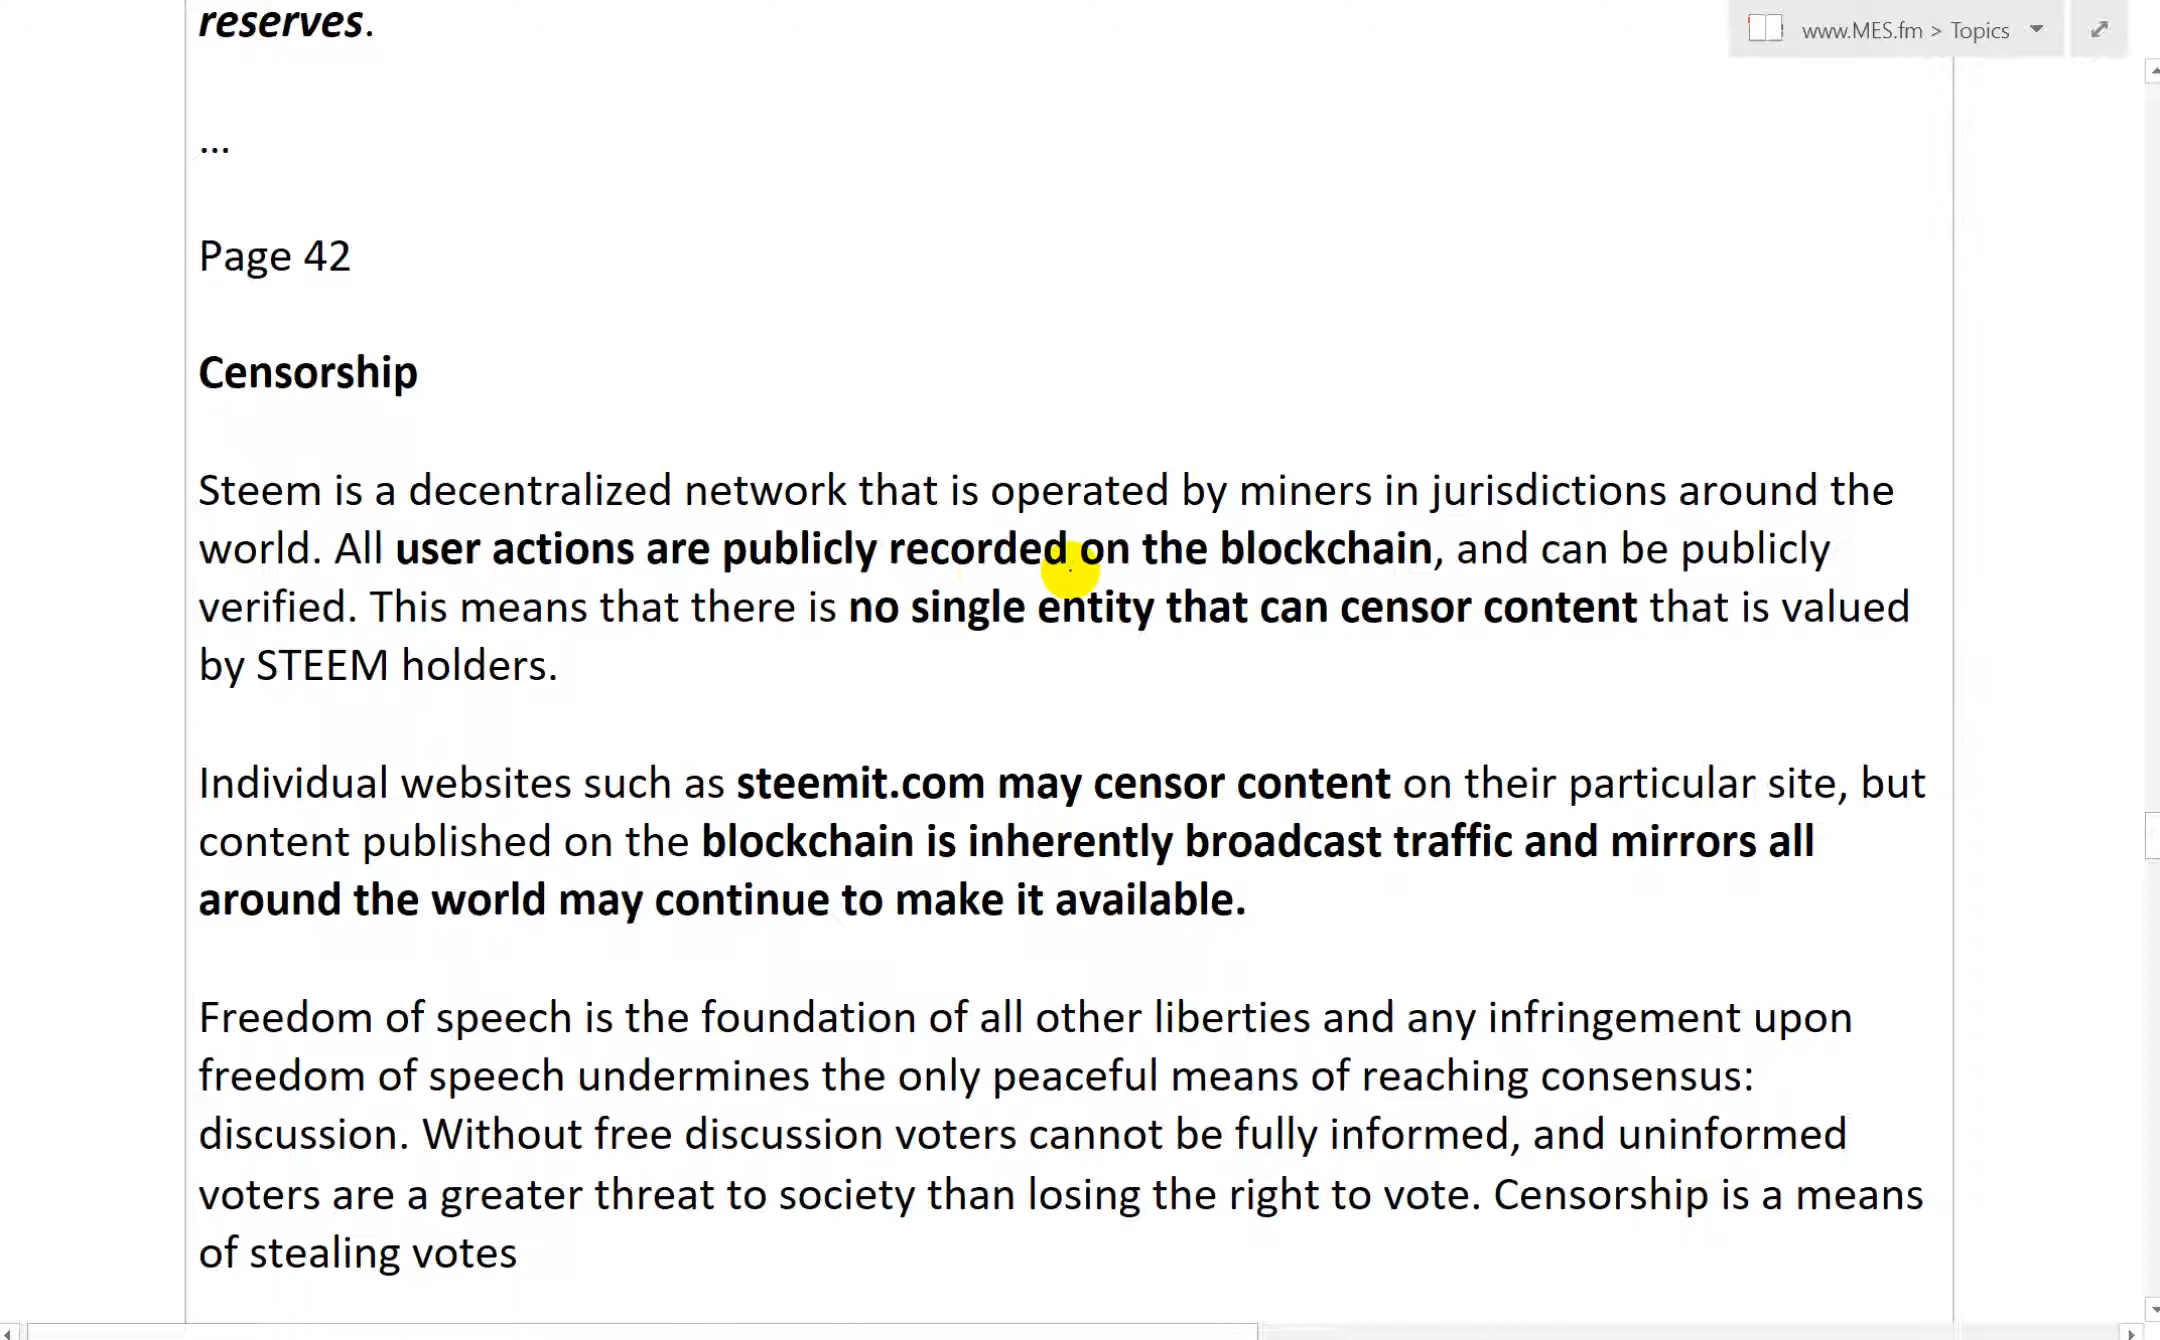 reserves.
www.MES.fm > Topics
...
Page 42
Censorship
Steem is a decentralized network that is operated by miners in jurisdictions around the
world. All user actions are publicly recorded on the blockchain, and can be publicly
verified. This means that there is no single entity that can censor content that is valued
by STEEM holders.
Individual websites such as steemit.com may censor content on their particular site, but
content published on the blockchain is inherently broadcast traffic and mirrors all
around the world may continue to make it available.
Freedom of speech is the foundation of all other liberties and any infringement upon
freedom of speech undermines the only peaceful means of reaching consensus:
discussion. Without free discussion voters cannot be fully informed, and uninformed
voters are a greater threat to society than losing the right to vote. Censorship is a means
of stealing votes